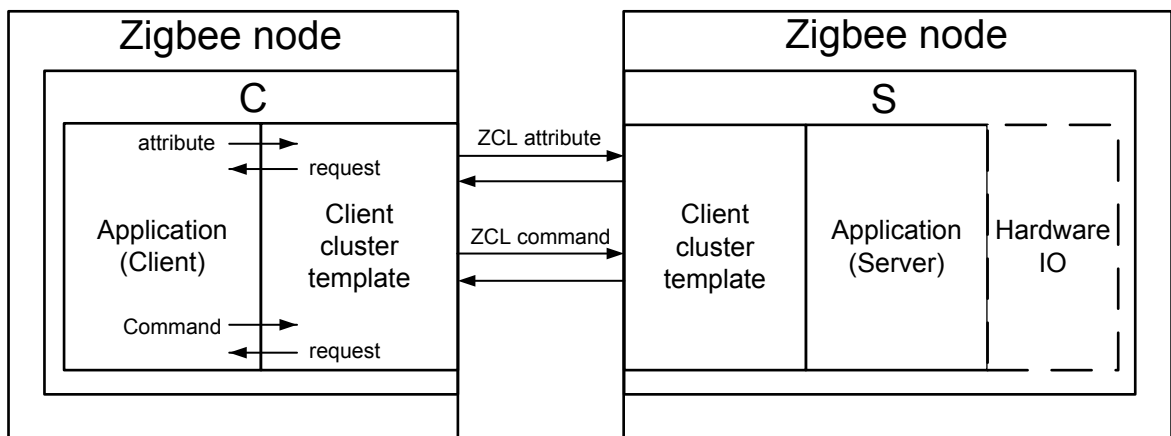 Zigbee node
C
attribute
request
Application
(Client)
Client
cluster
template
Command
request
ZCL attribute
ZCL command
Zigbee node
S
Client
cluster
template
Application
(Server)
Hardware
IO